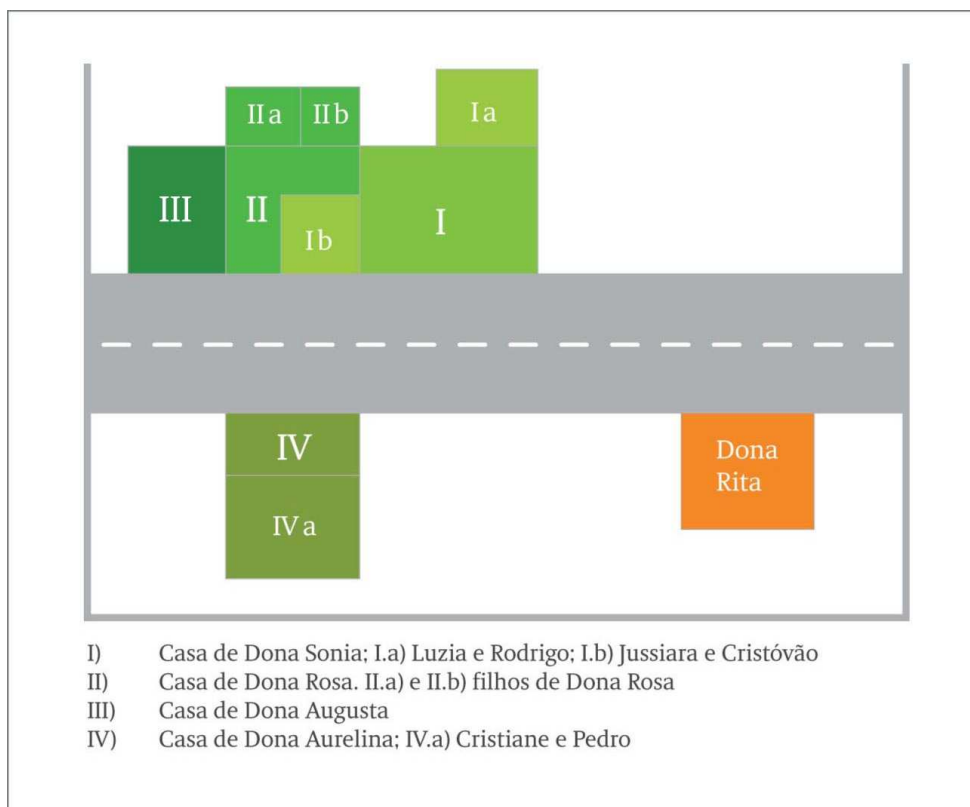 II a
II b
I a
III
II
I b
I
IV
IV a
Dona
Rita
I) Casa de Dona Sonia; I.a) Luzia e Rodrigo; I.b) Jussiara e Cristóvão
II) Casa de Dona Rosa. II.a) e II.b) filhos de Dona Rosa
III) Casa de Dona Augusta
IV) Casa de Dona Aurelina; IV.a) Cristiane e Pedro